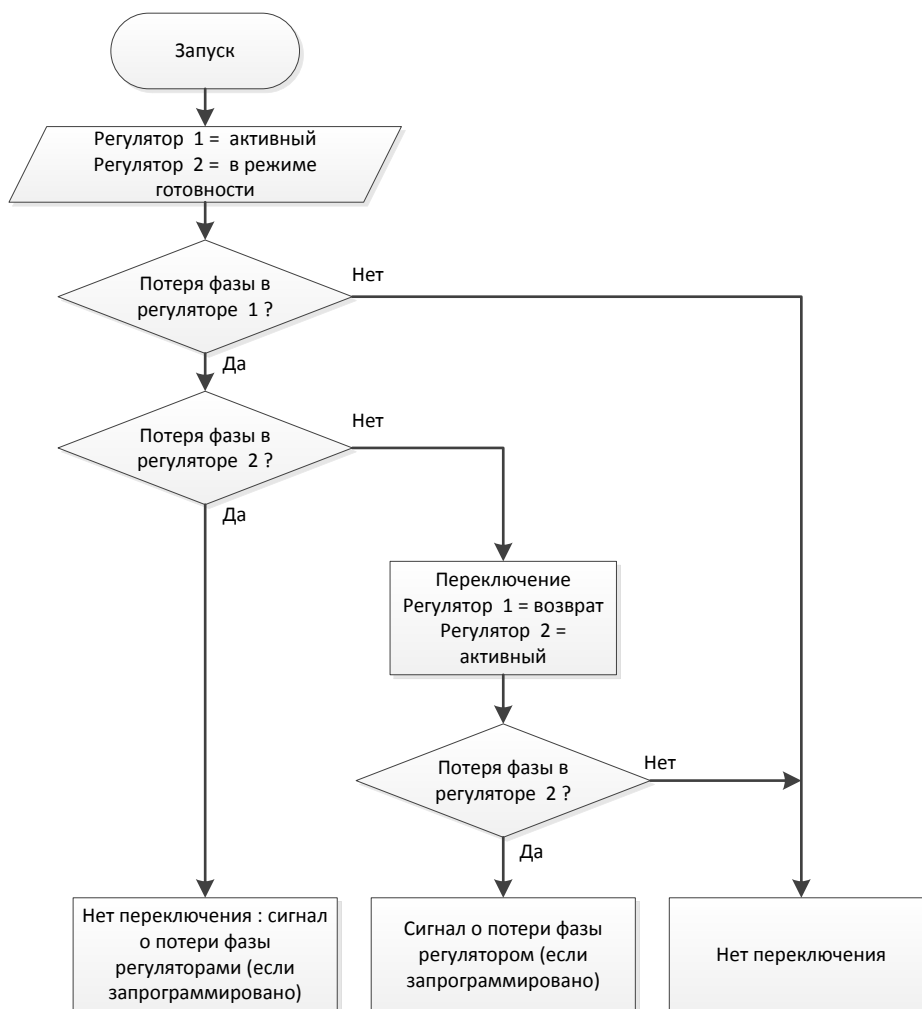 Запуск
Регулятор 1 = активный
Регулятор 2 = в режиме
готовности
Потеря фазы в
регуляторе 1 ?
Нет
Да
Потеря фазы в
регуляторе 2 ?
Нет
Да
Переключение
Регулятор 1 = возврат
Регулятор 2 =
активный
Потеря фазы в
регуляторе 2 ?
Нет
Да
Нет переключения : сигнал
о потери фазы
регуляторами (если
запрограммировано)
Сигнал о потери фазы
регулятором (если
запрограммировано)
Нет переключения